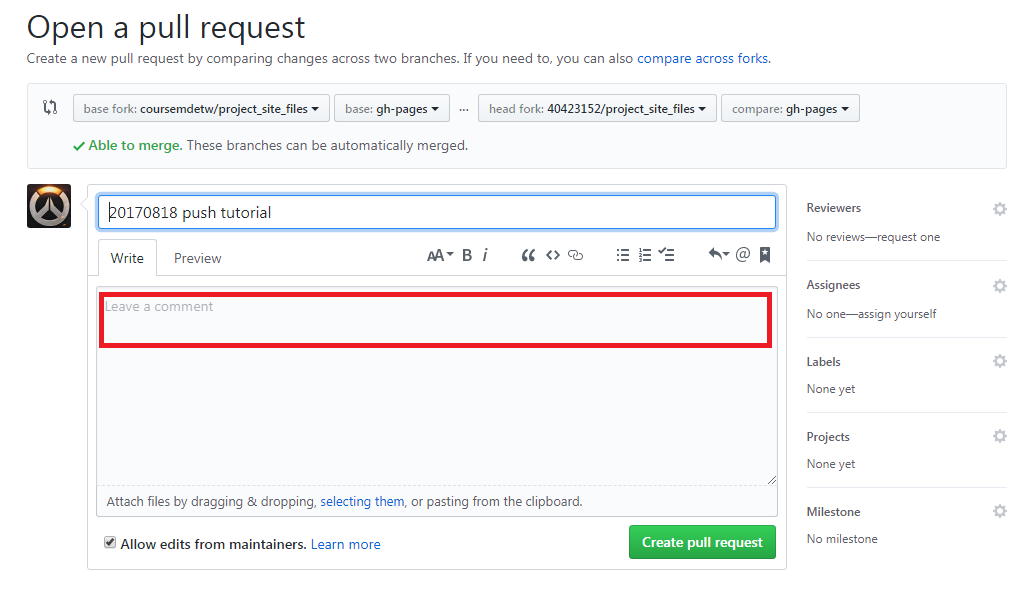 Open a pull request
Create a new pull request by comparing changes across two branches. If you need to, you can also compare across forks.
base fork: coursemdetw/project_site_files base: gh-pages ... head fork: 40423152/project_site_files compare: gh-pages
Able to merge. These branches can be automatically merged.
20170818 push tutorial
Write Preview AA B i @
Leave a comment
Attach files by dragging & dropping, selecting them, or pasting from the clipboard.
Allow edits from maintainers. Learn more
Create pull request
Reviewers
No reviews—request one
Assignees
No one—assign yourself
Labels
None yet
Projects
None yet
Milestone
No milestone